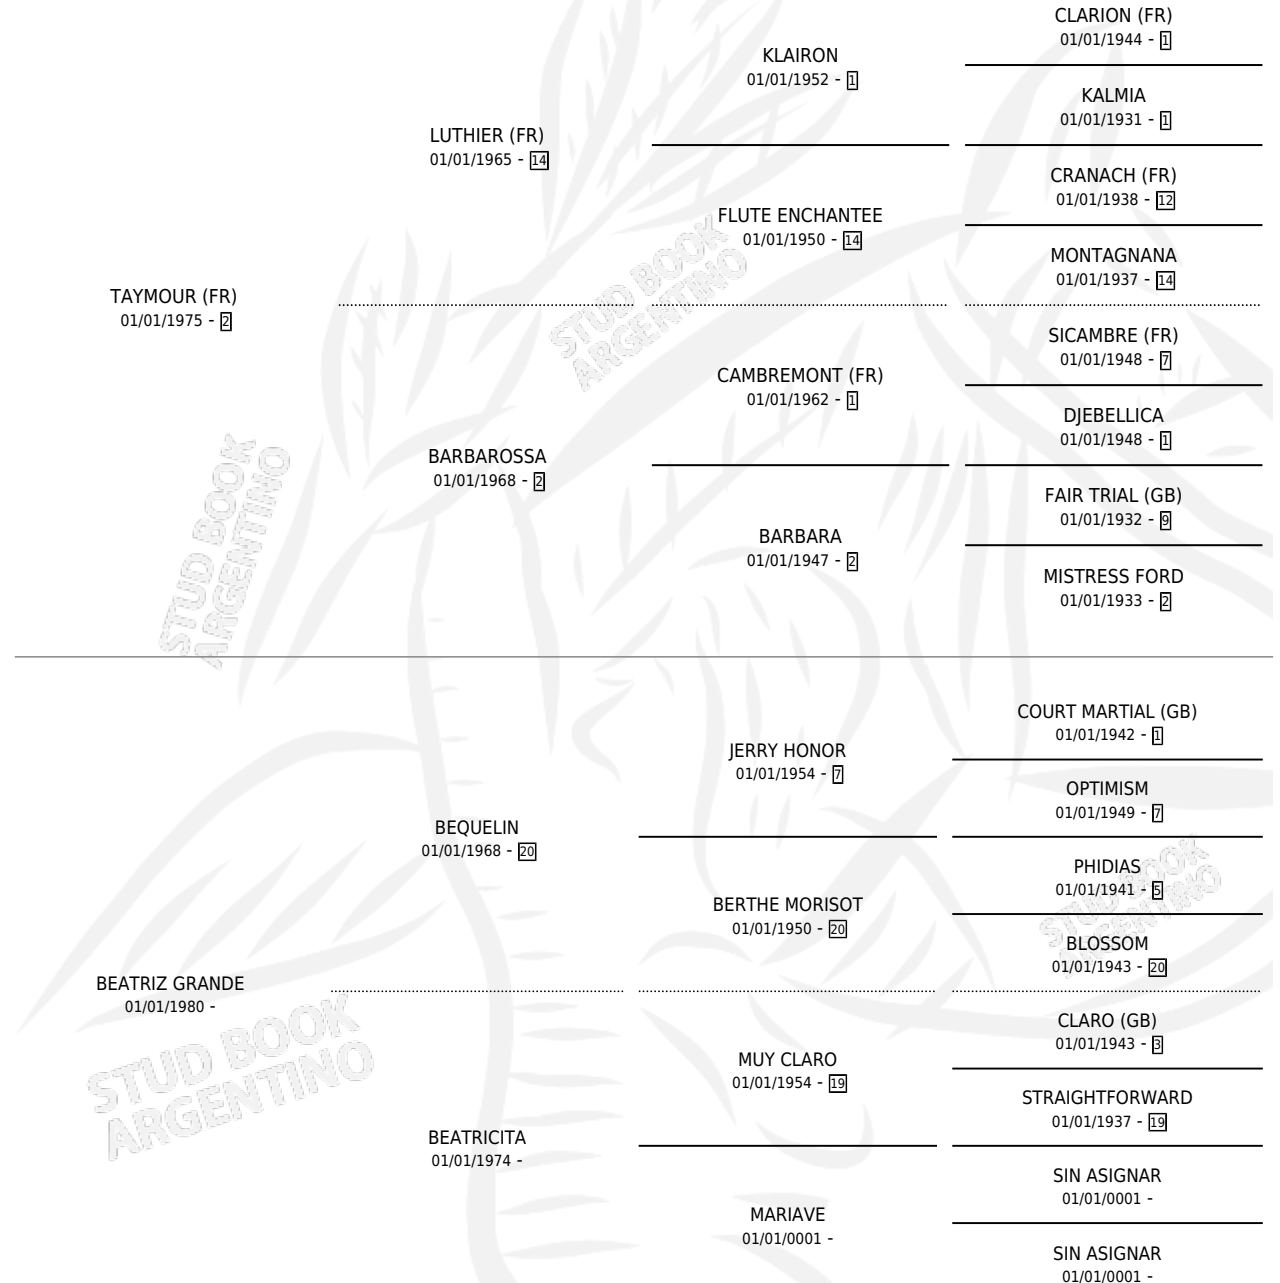 CLARION (FR)
01/01/1944 - 1
KLAIRON
01/01/1952 - 1
KALMIA
01/01/1931 - 1
LUTHIER (FR)
01/01/1965 - 14
CRANACH (FR)
01/01/1938 - 12
FLUTE ENCHANTEE
01/01/1950 - 14
MONTAGNANA
01/01/1937 - 14
TAYMOUR (FR)
01/01/1975 - 2
SICAMBRE (FR)
01/01/1948 - 7
CAMBREMONT (FR)
01/01/1962 - 1
DJEBELLICA
01/01/1948 - 1
BARBAROSSA
01/01/1968 - 2
FAIR TRIAL (GB)
01/01/1932 - 9
BARBARA
01/01/1947 - 2
MISTRESS FORD
01/01/1933 - 2
STUD BOOK
ARGENTINO
STUD BOOK
ARGENTINO
COURT MARTIAL (GB)
01/01/1942 - 1
JERRY HONOR
01/01/1954 - 7
OPTIMISM
01/01/1949 - 7
BEQUELIN
01/01/1968 - 20
PHIDIAS
01/01/1941 - 5
BERTHE MORISOT
01/01/1950 - 20
BLOSSOM
01/01/1943 - 20
BEATRIZ GRANDE
01/01/1980 -
CLARO (GB)
01/01/1943 - 3
MUY CLARO
01/01/1954 - 19
STRAIGHTFORWARD
01/01/1937 - 19
BEATRICITA
01/01/1974 -
SIN ASIGNAR
01/01/0001 -
MARIAVE
01/01/0001 -
SIN ASIGNAR
01/01/0001 -
STUD BOOK
ARGENTINO
STUD BOOK
ARGENTINO